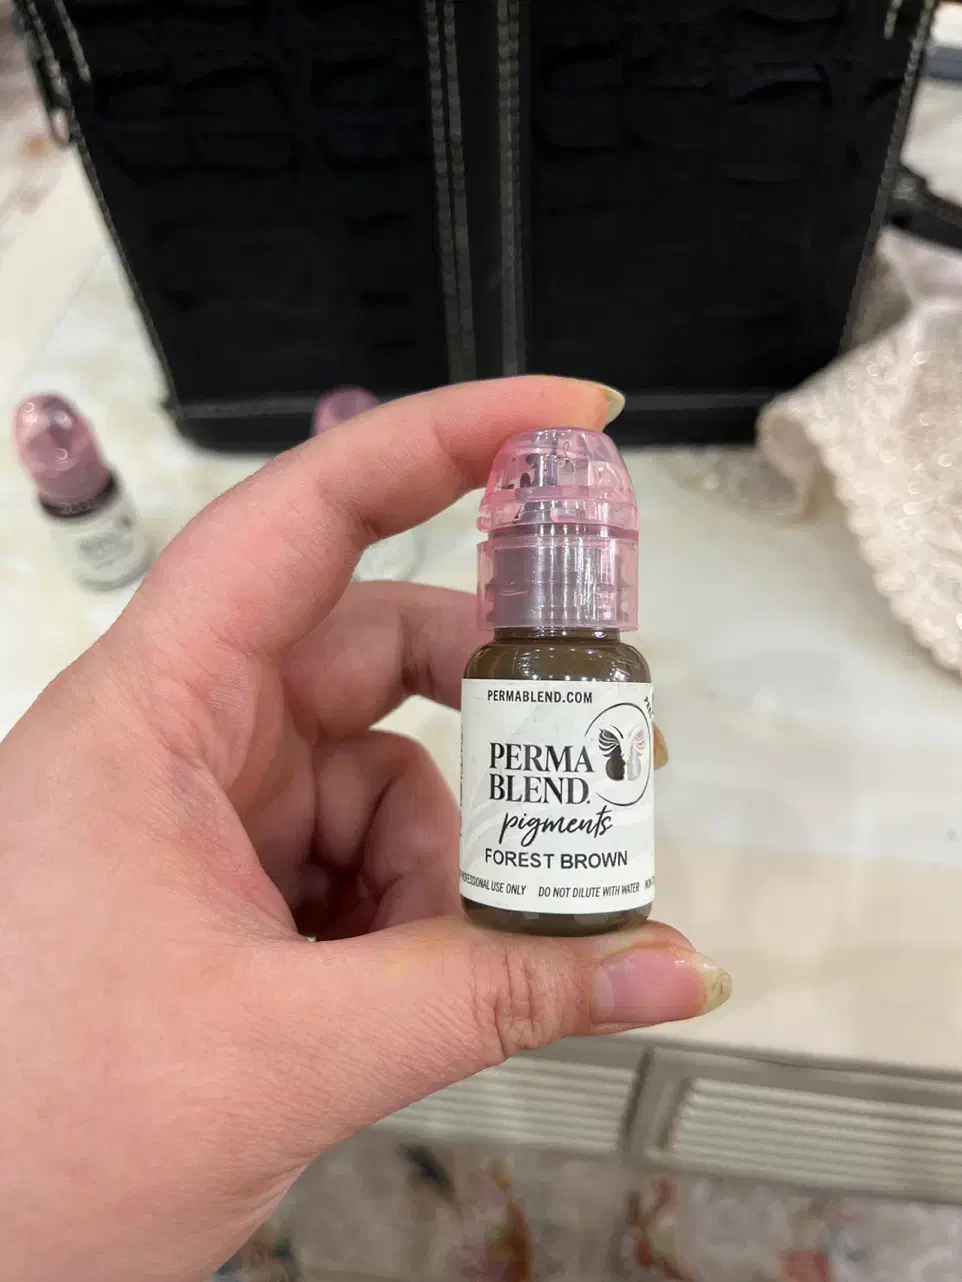 PERMABLEND.COM
PERMA
BLEND.
pigments
FOREST BROWN
PROFESSIONAL USE ONLY DO NOT DILUTE WITH WATER